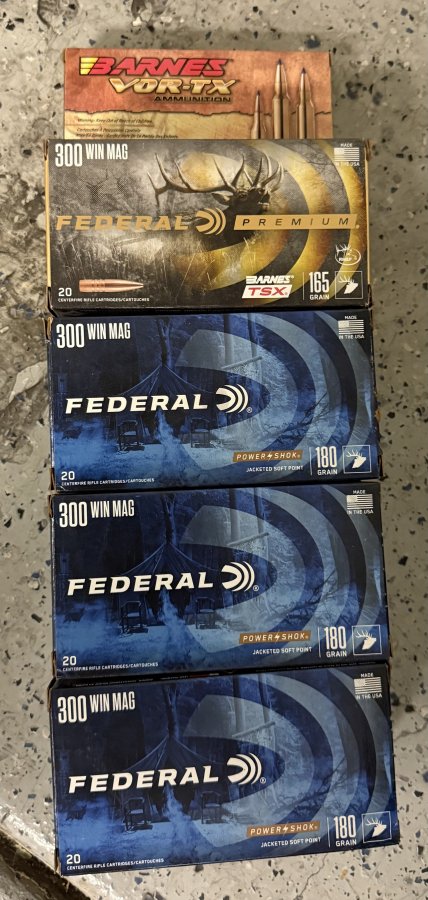 BARNES
VOR-TX
AMMUNITION
300 WIN MAG
MADE
IN THE USA
FEDERAL PREMIUM
BARNES
TSX
165
GRAIN
20
CENTERFIRE RIFLE CARTRIDGES/CARTOUCHES
300 WIN MAG
MADE
IN THE USA
FEDERAL ®
POWER SHOK®
JACKETED SOFT POINT
180
GRAIN
20
CENTERFIRE RIFLE CARTRIDGES/CARTOUCHES
300 WIN MAG
MADE
IN THE USA
FEDERAL ®
POWER SHOK®
JACKETED SOFT POINT
180
GRAIN
20
CENTERFIRE RIFLE CARTRIDGES/CARTOUCHES
300 WIN MAG
MADE
IN THE USA
FEDERAL ®
POWER SHOK®
JACKETED SOFT POINT
180
GRAIN
20
CENTERFIRE RIFLE CARTRIDGES/CARTOUCHES